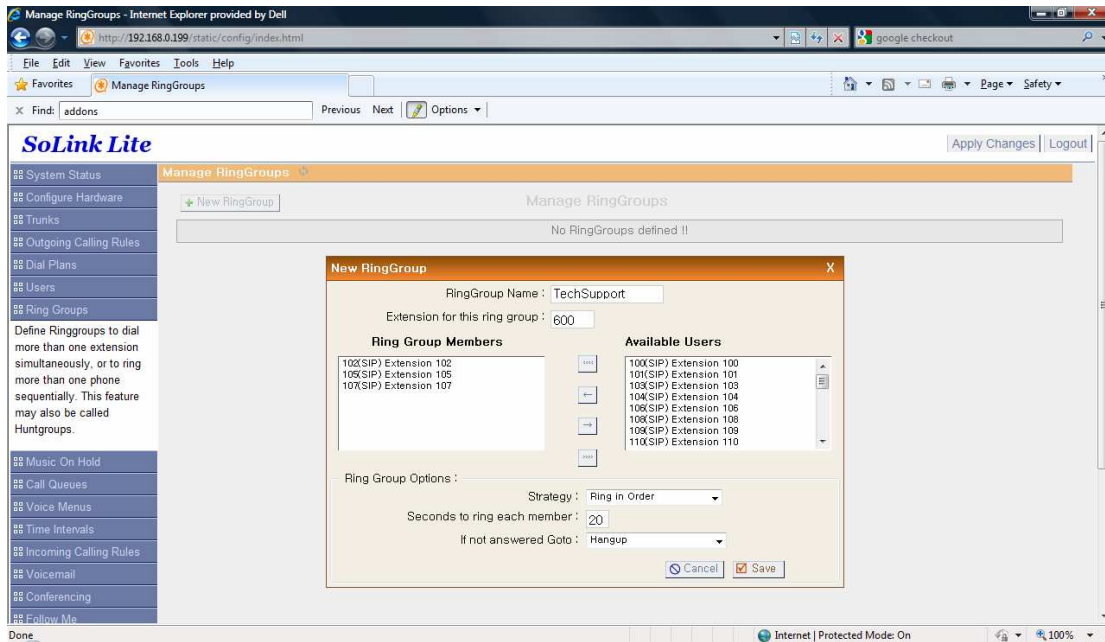 Manage RingGroups - Internet Explorer provided by Dell
http://192.168.0.199/static/config/index.html
google checkout
File Edit View Favorites Tools Help
Favorites Manage RingGroups Page Safety
X Find: addons Previous Next Options
SoLink Lite Apply Changes Logout
System Status
Manage RingGroups
Configure Hardware
New RingGroup
Manage RingGroups
Trunks
No RingGroups defined !!
Outgoing Calling Rules
Dial Plans
Users
Ring Groups
Define Ringgroups to dial
more than one extension
simultaneously, or to ring
more than one phone
sequentially. This feature
may also be called
Huntgroups.
Music On Hold
Call Queues
Voice Menus
Time Intervals
Incoming Calling Rules
Voicemail
Conferencing
Follow Me
New RingGroup X
RingGroup Name : TechSupport
Extension for this ring group : 600
Ring Group Members
102(SIP) Extension 102
105(SIP) Extension 105
107(SIP) Extension 107
Available Users
100(SIP) Extension 100
101(SIP) Extension 101
103(SIP) Extension 103
104(SIP) Extension 104
106(SIP) Extension 106
108(SIP) Extension 108
109(SIP) Extension 109
110(SIP) Extension 110
Ring Group Options :
Strategy : Ring in Order
Seconds to ring each member : 20
If not answered Goto : Hangup
Cancel Save
Done Internet | Protected Mode: On 100%